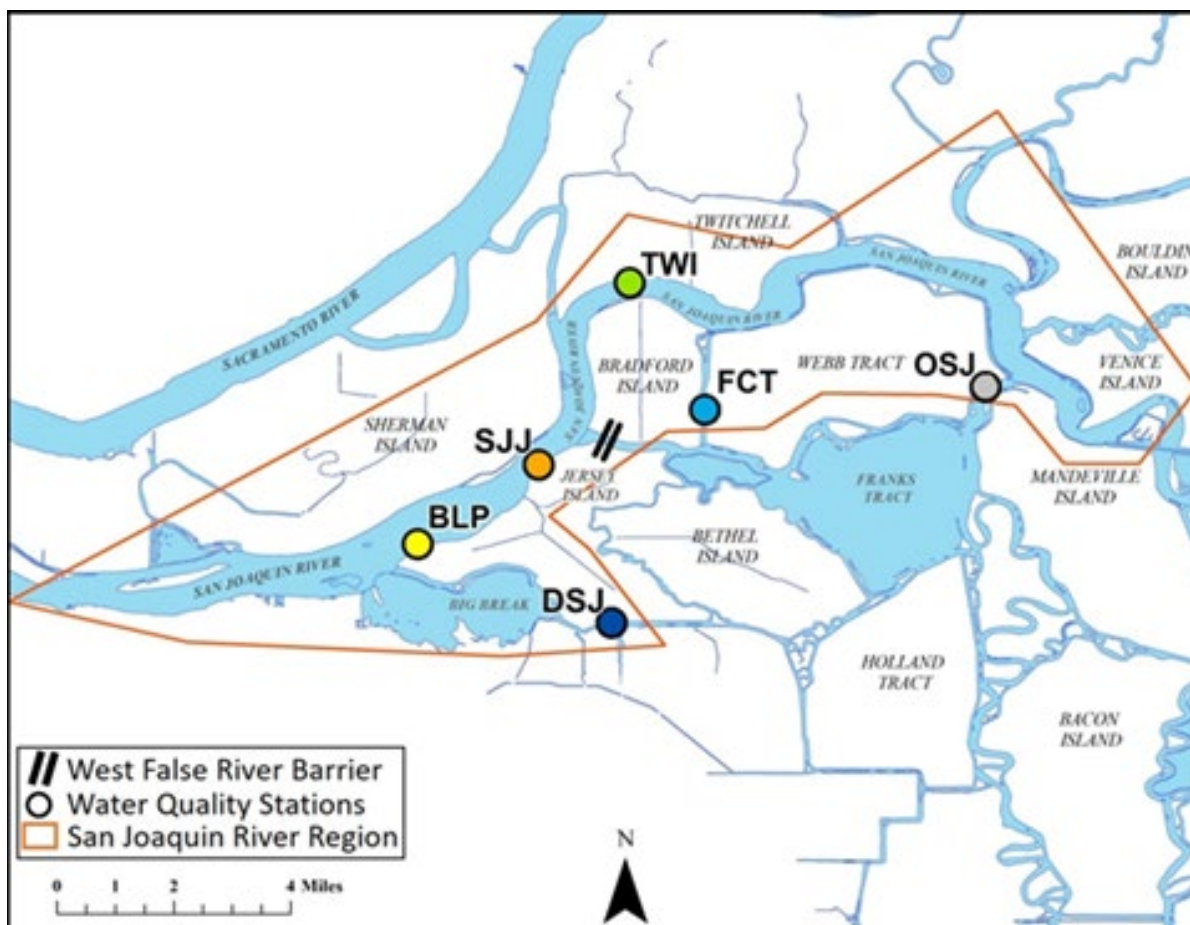 TWITCHELL
ISLAND
BOULDIN
ISLAND
SACRAMENTO RIVER
TWI
SAN JOAQUIN RIVER
SAN JOAQUIN RIVER
SAN JOAQUIN RIVER
BRADFORD
ISLAND
FCT
WEBB TRACT
OSJ
VENICE
ISLAND
SHERMAN
ISLAND
SJJ
JERSEY
ISLAND
FRANKS
TRACT
MANDEVILLE
ISLAND
BLP
BETHEL
ISLAND
SAN JOAQUIN RIVER
BIG BREAK
DSJ
HOLLAND
TRACT
BACON
ISLAND
West False River Barrier
Water Quality Stations
San Joaquin River Region
0 1 2 4 Miles
N